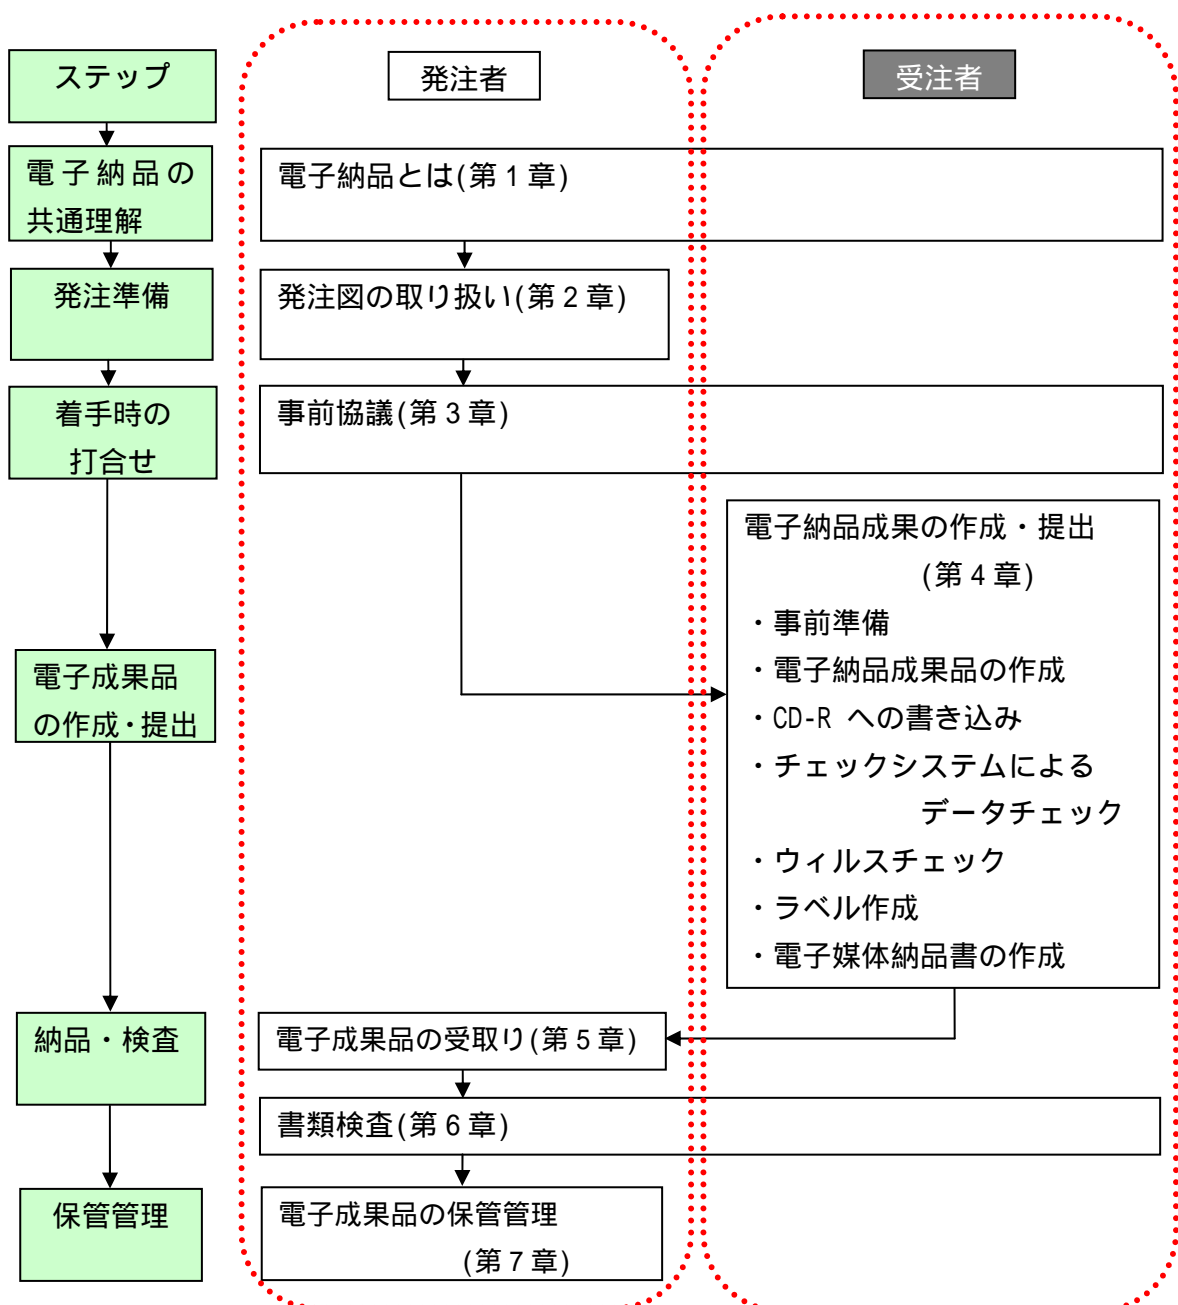 ステップ
発注者
受注者
電子納品の
共通理解
電子納品とは(第1章)
発注準備
発注図の取り扱い(第2章)
着手時の
打合せ
事前協議(第3章)
電子納品成果の作成・提出
(第4章)
・事前準備
・電子納品成果品の作成
・CD-R への書き込み
・チェックシステムによる
データチェック
・ウィルスチェック
・ラベル作成
・電子媒体納品書の作成
電子成果品
の作成・提出
納品・検査
電子成果品の受取り(第5章)
書類検査(第6章)
保管管理
電子成果品の保管管理
(第7章)